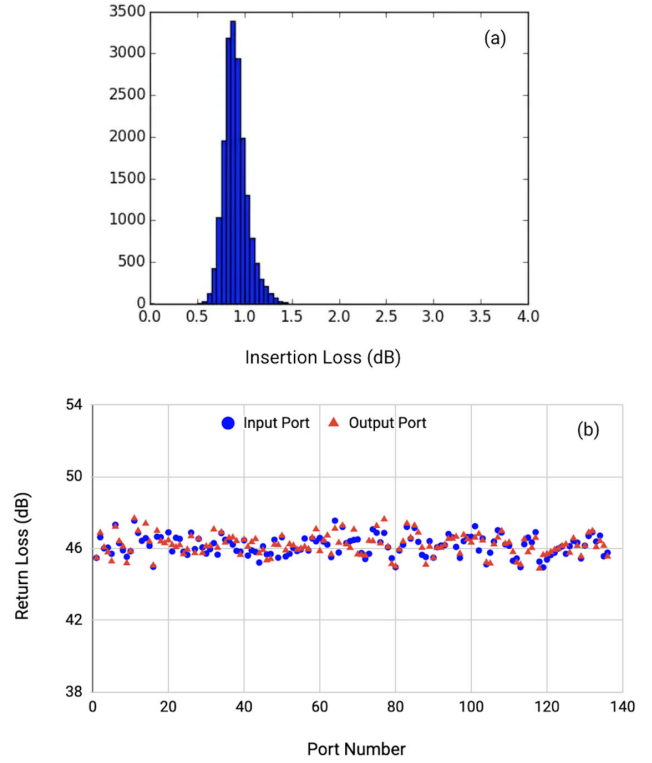 3500
(a)
3000
2500
2000
1500
1000
500
0
0.0 0.5 1.0 1.5 2.0 2.5 3.0 3.5 4.0
Insertion Loss (dB)
54
Input Port Output Port (b)
50
Return Loss (dB)
46
42
38
0 20 40 60 80 100 120 140
Port Number